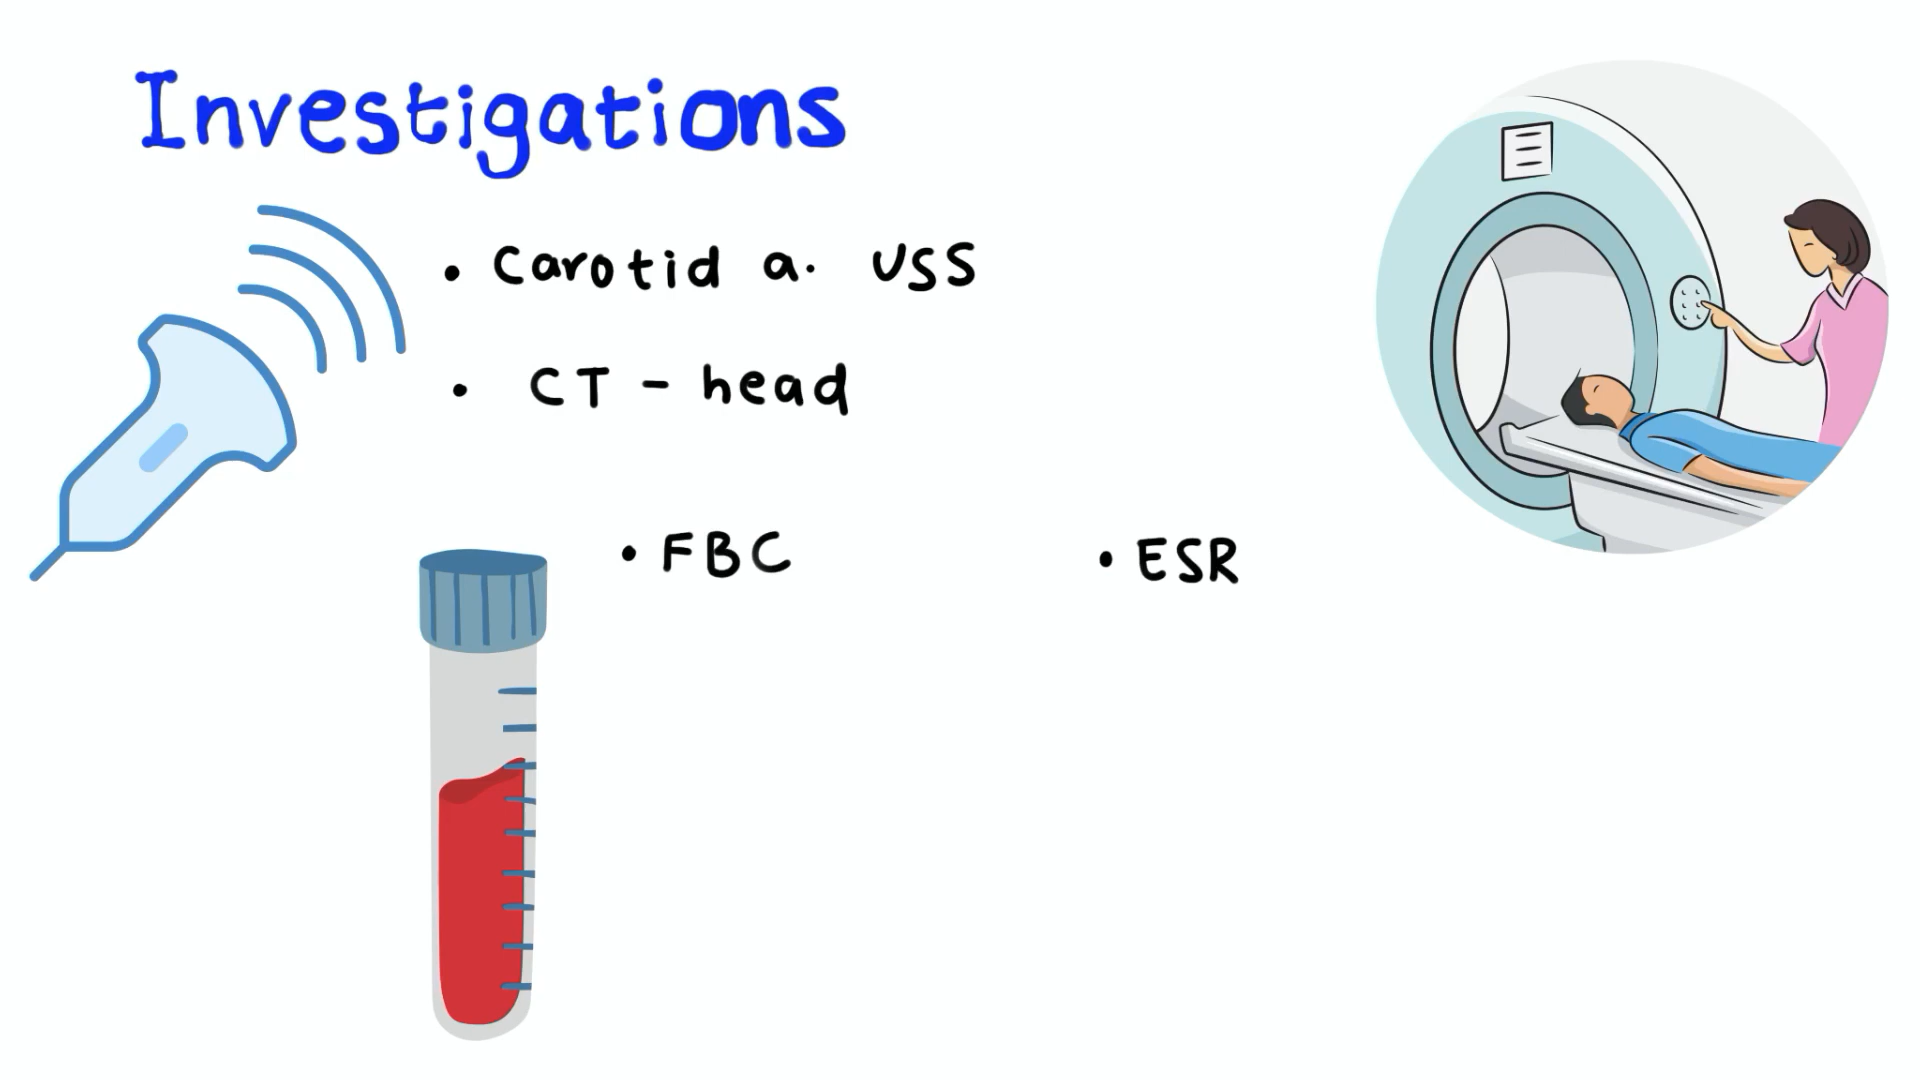 Investigations
• Carotid a. USS
• CT - head
• FBC • ESR